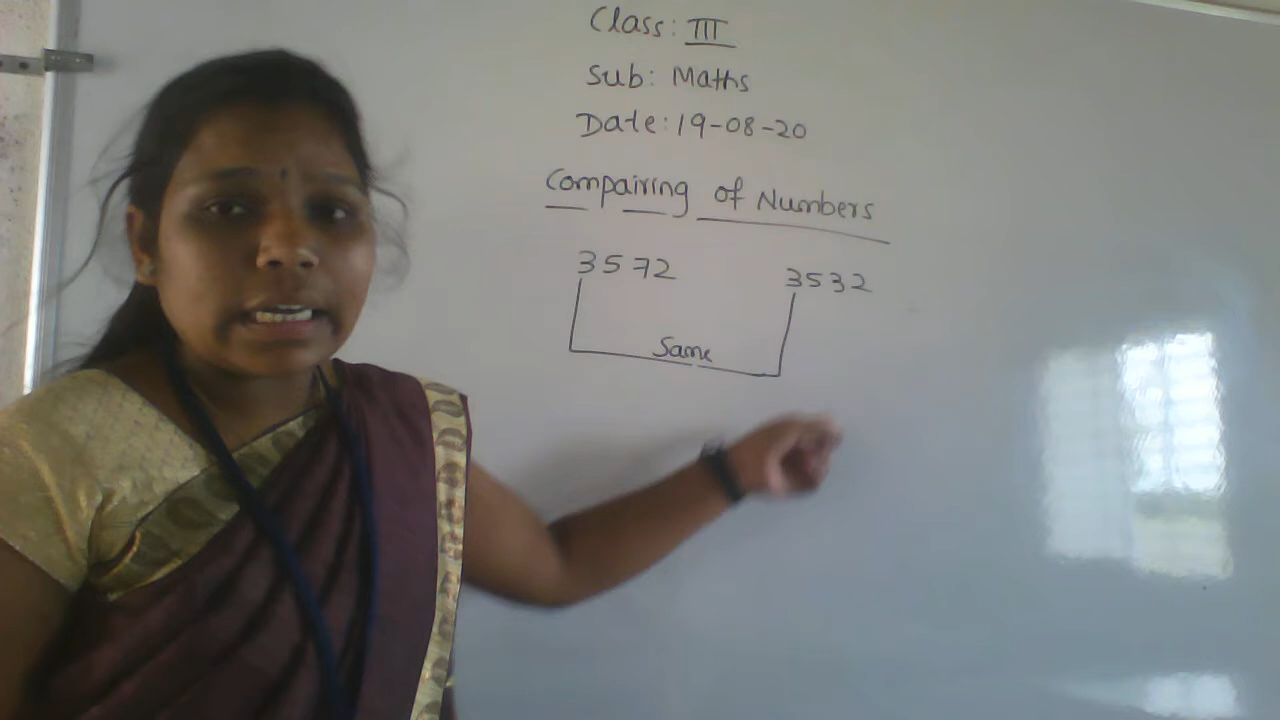 Class: III
Sub: Maths
Date: 19-08-20
Compairing of Numbers
3572 3532
Same